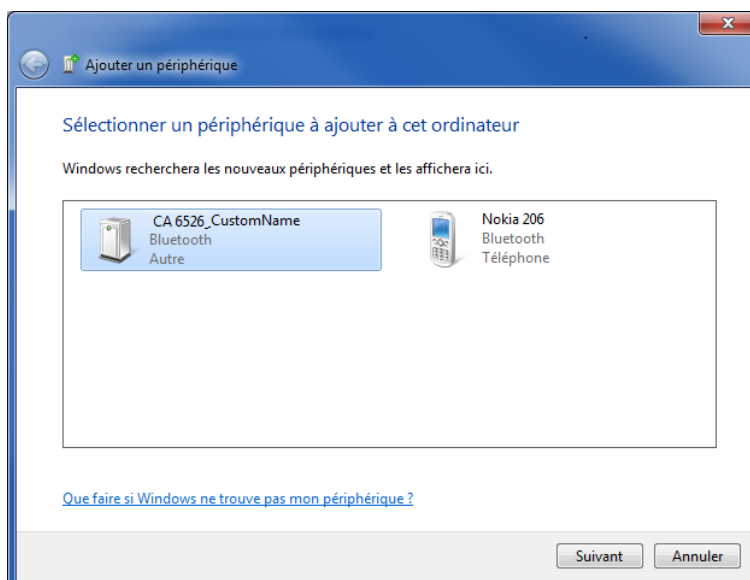 Ajouter un périphérique
Sélectionner un périphérique à ajouter à cet ordinateur
Windows recherchera les nouveaux périphériques et les affichera ici.
CA 6526_CustomName
Bluetooth
Autre
Nokia 206
Bluetooth
Téléphone
Que faire si Windows ne trouve pas mon périphérique ?
Suivant
Annuler